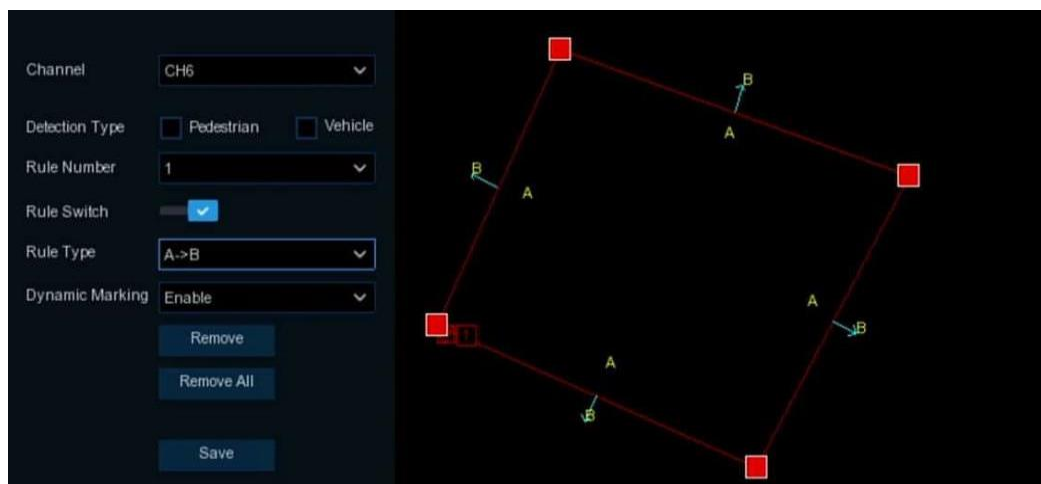 Channel CH6
Detection Type Pedestrian Vehicle
Rule Number 1
Rule Switch
Rule Type A->B
Dynamic Marking Enable
Remove
Remove All
Save
B
A
B
A
A
B
A
B
1